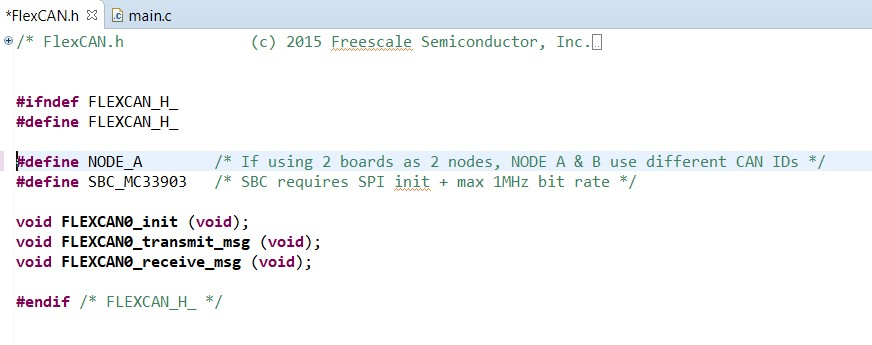 *FlexCAN.h main.c
/* FlexCAN.h (c) 2015 Freescale Semiconductor, Inc...
#ifndef FLEXCAN_H_
#define FLEXCAN_H_
#define NODE_A /* If using 2 boards as 2 nodes, NODE A & B use different CAN IDs */
#define SBC_MC33903 /* SBC requires SPI init + max 1MHz bit rate */
void FLEXCAN0_init (void);
void FLEXCAN0_transmit_msg (void);
void FLEXCAN0_receive_msg (void);
#endif /* FLEXCAN_H_ */